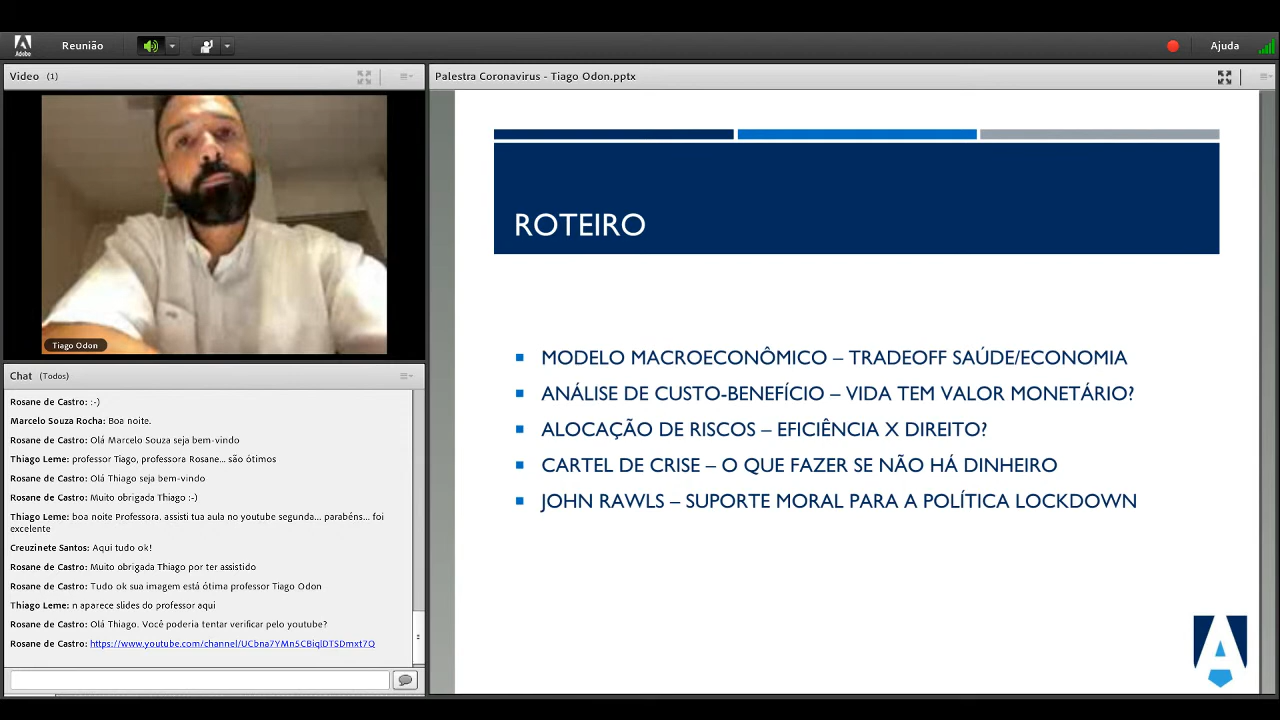 Adobe
Reunião
Ajuda
Video (1)
Tiago Odon
Chat (Todos)
Rosane de Castro: :-)
Marcelo Souza Rocha: Boa noite.
Rosane de Castro: Olá Marcelo Souza seja bem-vindo
Thiago Leme: professor Tiago, professora Rosane... são ótimos
Rosane de Castro: Olá Thiago seja bem-vindo
Rosane de Castro: Muito obrigada Thiago :-)
Thiago Leme: boa noite Professora. assisti tua aula no youtube segunda... parabéns... foi
excelente
Creuzinete Santos: Aqui tudo ok!
Rosane de Castro: Muito obrigada Thiago por ter assistido
Rosane de Castro: Tudo ok sua imagem está ótima professor Tiago Odon
Thiago Leme: n aparece slides do professor aqui
Rosane de Castro: Olá Thiago. Você poderia tentar verificar pelo youtube?
Rosane de Castro: https://www.youtube.com/channel/UCbna7YMn5CBiqlDTSDmxt7Q
Palestra Coronavirus - Tiago Odon.pptx
ROTEIRO
MODELO MACROECONÔMICO – TRADEOFF SAÚDE/ECONOMIA
ANÁLISE DE CUSTO-BENEFÍCIO – VIDA TEM VALOR MONETÁRIO?
ALOCAÇÃO DE RISCOS – EFICIÊNCIA X DIREITO?
CARTEL DE CRISE – O QUE FAZER SE NÃO HÁ DINHEIRO
JOHN RAWLS – SUPORTE MORAL PARA A POLÍTICA LOCKDOWN